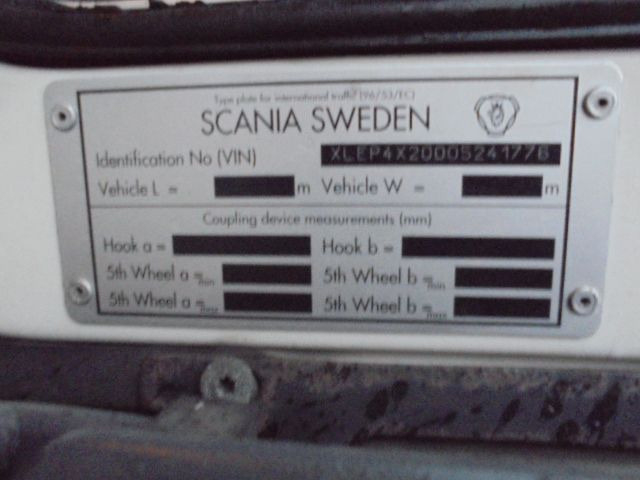 Type plate for international traffic (96/53/EC)
SCANIA SWEDEN
Identification No (VIN) XLEP4X20005241776
Vehicle L = m Vehicle W = m
Coupling device measurements (mm)
Hook a = Hook b =
5th Wheel a = min 5th Wheel b = min
5th Wheel a = max 5th Wheel b = max